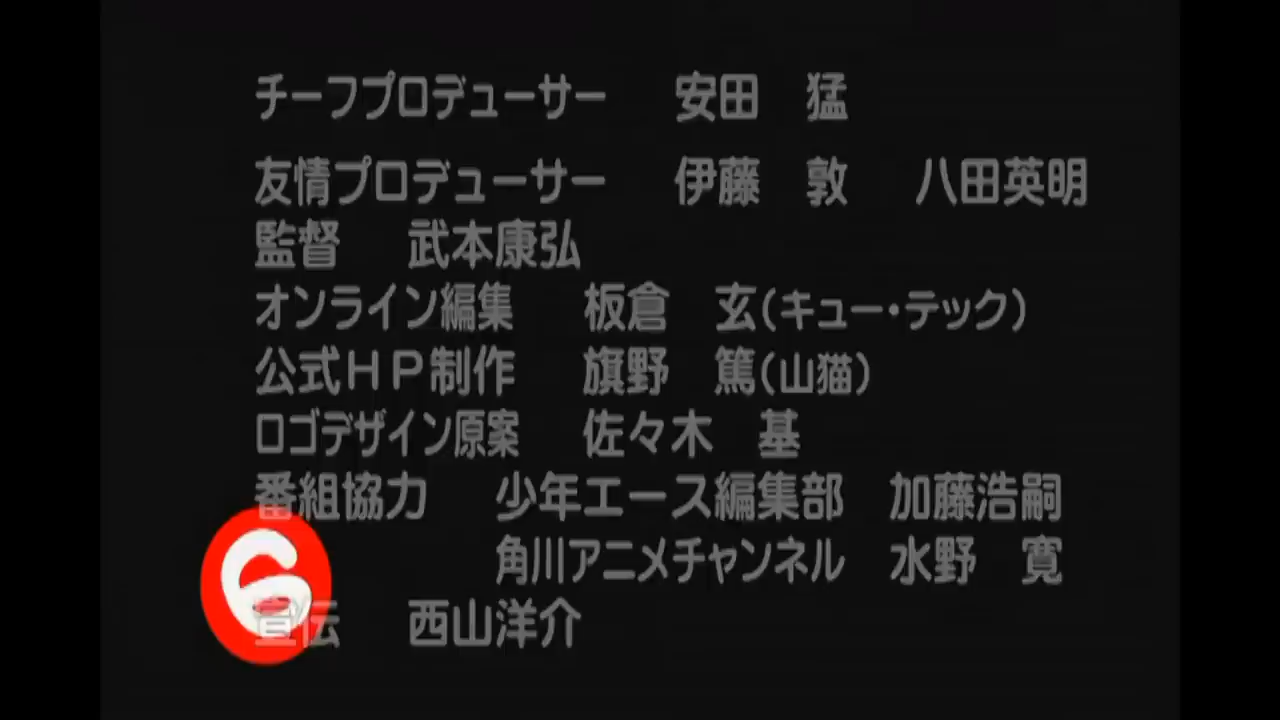 チーフプロデューサー 安田 猛
友情プロデューサー 伊藤 敦 八田英明
監督 武本康弘
オンライン編集 板倉 玄(キュー・テック)
公式HP制作 旗野 篤(山猫)
ロゴデザイン原案 佐々木 基
番組協力 少年エース編集部 加藤浩嗣
角川アニメチャンネル 水野 寛
宣伝 西山洋介
6